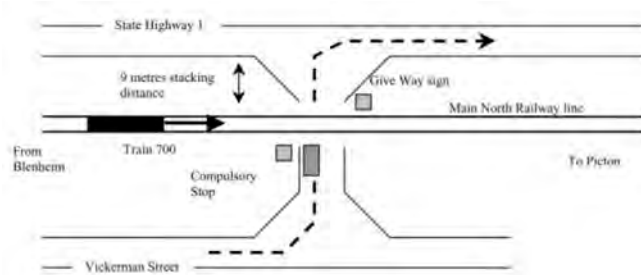 State Highway 1
9 metres stacking
distance
Give Way sign
Main North Railway line
From
Blenheim
Train 700
To Picton
Compulsory
Stop
Vickerman Street